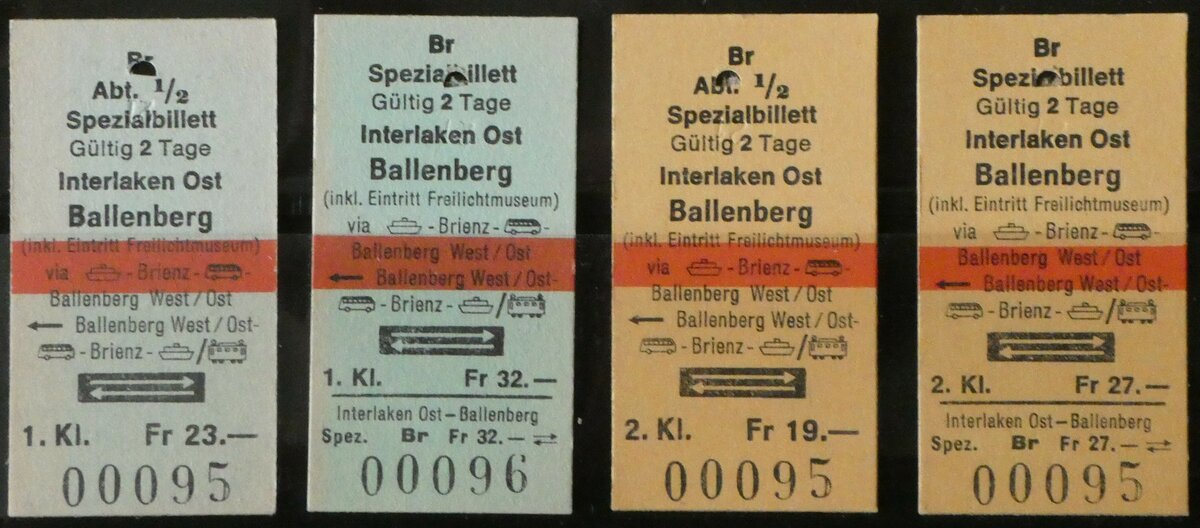 Br
Abt. 1/2
Spezialbillett
Gültig 2 Tage
Interlaken Ost
Ballenberg
(inkl. Eintritt Freilichtmuseum)
via - Brienz -
Ballenberg West / Ost
← Ballenberg West / Ost-
- Brienz - /
1. Kl. Fr 23.—
00095
Br
Spezialbillett
Gültig 2 Tage
Interlaken Ost
Ballenberg
(inkl. Eintritt Freilichtmuseum)
via - Brienz -
Ballenberg West / Ost
← Ballenberg West / Ost-
- Brienz - /
1. Kl. Fr 32.—
Interlaken Ost – Ballenberg
Spez. Br Fr 32.— ⇄
00096
Br
Abt. 1/2
Spezialbillett
Gültig 2 Tage
Interlaken Ost
Ballenberg
(inkl. Eintritt Freilichtmuseum)
via - Brienz -
Ballenberg West / Ost
← Ballenberg West / Ost-
- Brienz - /
2. Kl. Fr 19.—
00095
Br
Spezialbillett
Gültig 2 Tage
Interlaken Ost
Ballenberg
(inkl. Eintritt Freilichtmuseum)
via - Brienz -
Ballenberg West / Ost
← Ballenberg West / Ost-
- Brienz - /
2. Kl. Fr 27.—
Interlaken Ost – Ballenberg
Spez. Br Fr 27.— ⇄
00095